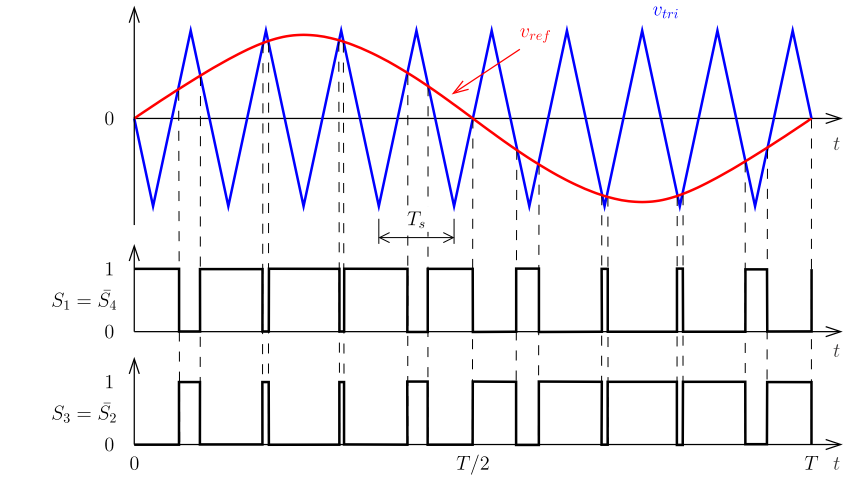 v_tri
v_ref
0
t
T_s
1
S_1 = S̄_4
0
t
1
S_3 = S̄_2
0
0 T/2 T t